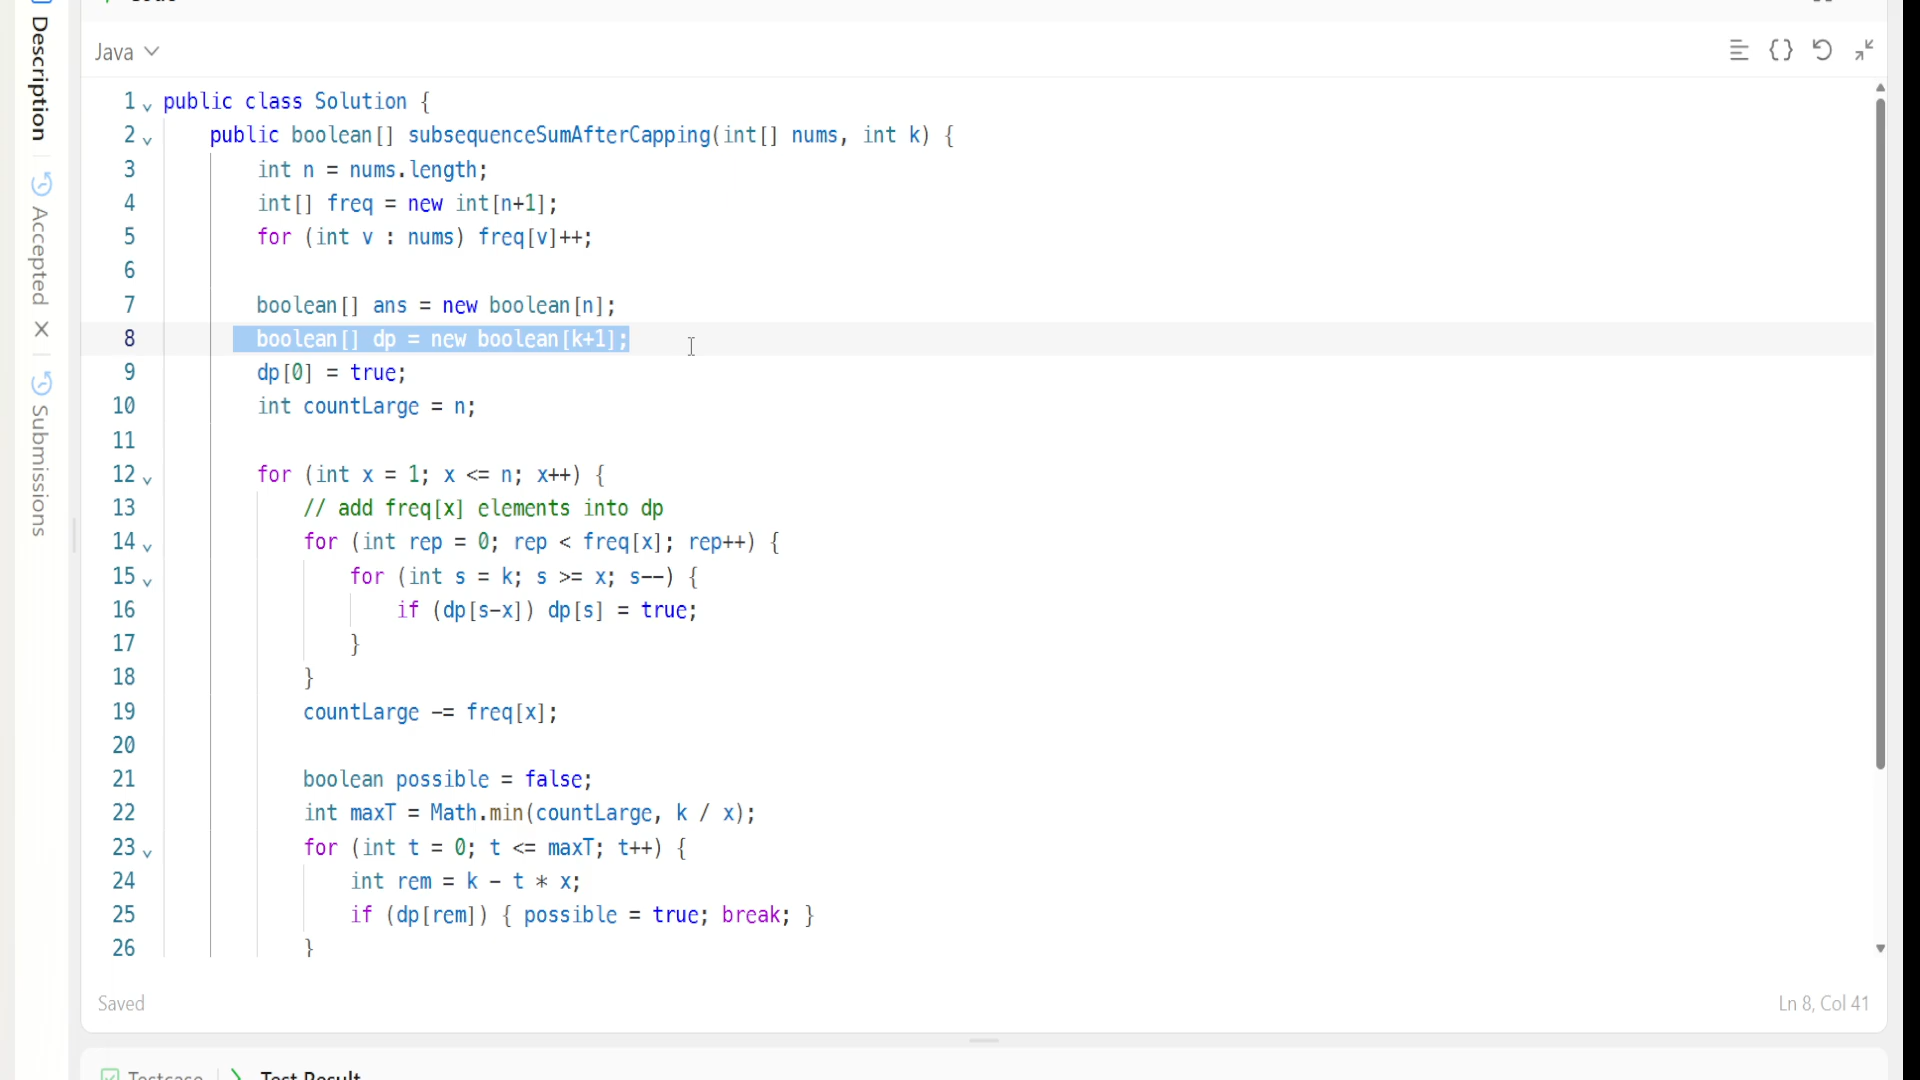 Description
Accepted
Submissions
Java
1 public class Solution {
2 public boolean[] subsequenceSumAfterCapping(int[] nums, int k) {
3 int n = nums.length;
4 int[] freq = new int[n+1];
5 for (int v : nums) freq[v]++;
6
7 boolean[] ans = new boolean[n];
8 boolean[] dp = new boolean[k+1];
9 dp[0] = true;
10 int countLarge = n;
11
12 for (int x = 1; x <= n; x++) {
13 // add freq[x] elements into dp
14 for (int rep = 0; rep < freq[x]; rep++) {
15 for (int s = k; s >= x; s--) {
16 if (dp[s-x]) dp[s] = true;
17 }
18 }
19 countLarge -= freq[x];
20
21 boolean possible = false;
22 int maxT = Math.min(countLarge, k / x);
23 for (int t = 0; t <= maxT; t++) {
24 int rem = k - t * x;
25 if (dp[rem]) { possible = true; break; }
26 }
Saved
Ln 8, Col 41
Testcase
Test Result